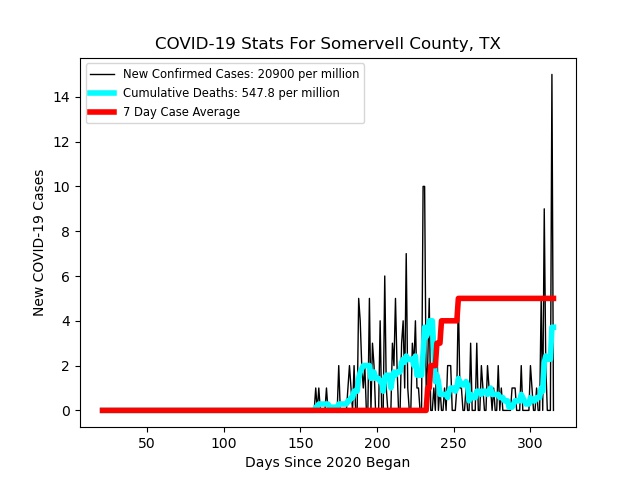 COVID-19 Stats For Somervell County, TX
New Confirmed Cases: 20900 per million
Cumulative Deaths: 547.8 per million
7 Day Case Average
New COVID-19 Cases
14
12
10
8
6
4
2
0
50 100 150 200 250 300
Days Since 2020 Began